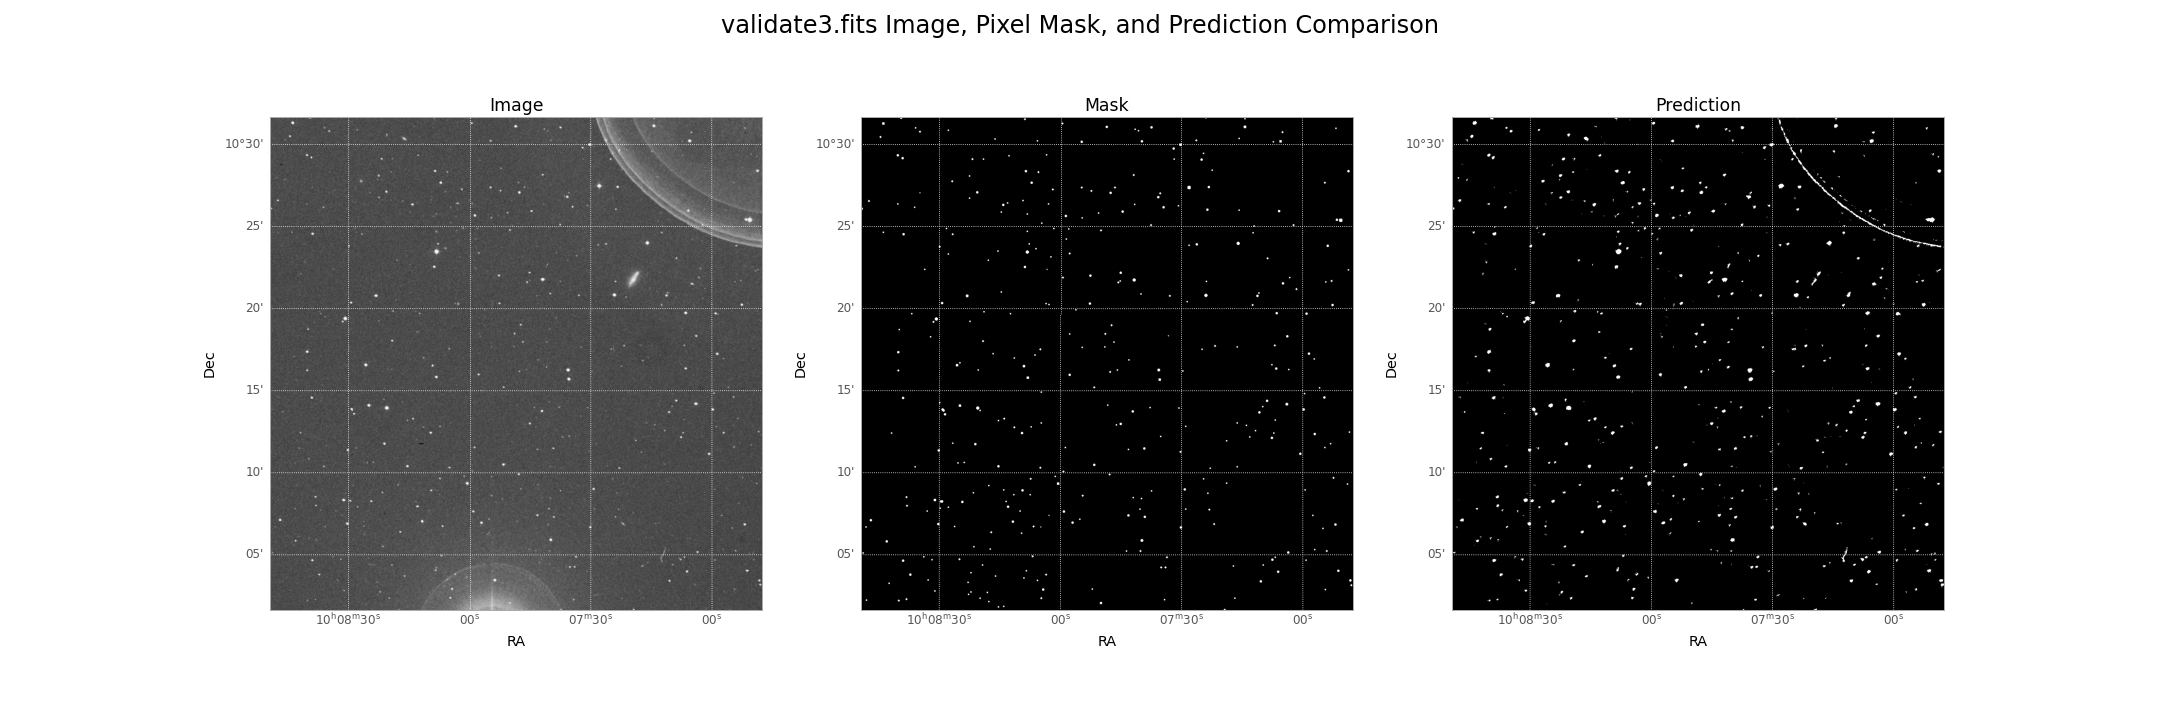 validate3.fits Image, Pixel Mask, and Prediction Comparison
Image
Mask
Prediction
10°30'
25'
20'
15'
10'
05'
Dec
10ʰ08ᵐ30ˢ 00ˢ 07ᵐ30ˢ 00ˢ
RA
10°30'
25'
20'
15'
10'
05'
Dec
10ʰ08ᵐ30ˢ 00ˢ 07ᵐ30ˢ 00ˢ
RA
10°30'
25'
20'
15'
10'
05'
Dec
10ʰ08ᵐ30ˢ 00ˢ 07ᵐ30ˢ 00ˢ
RA